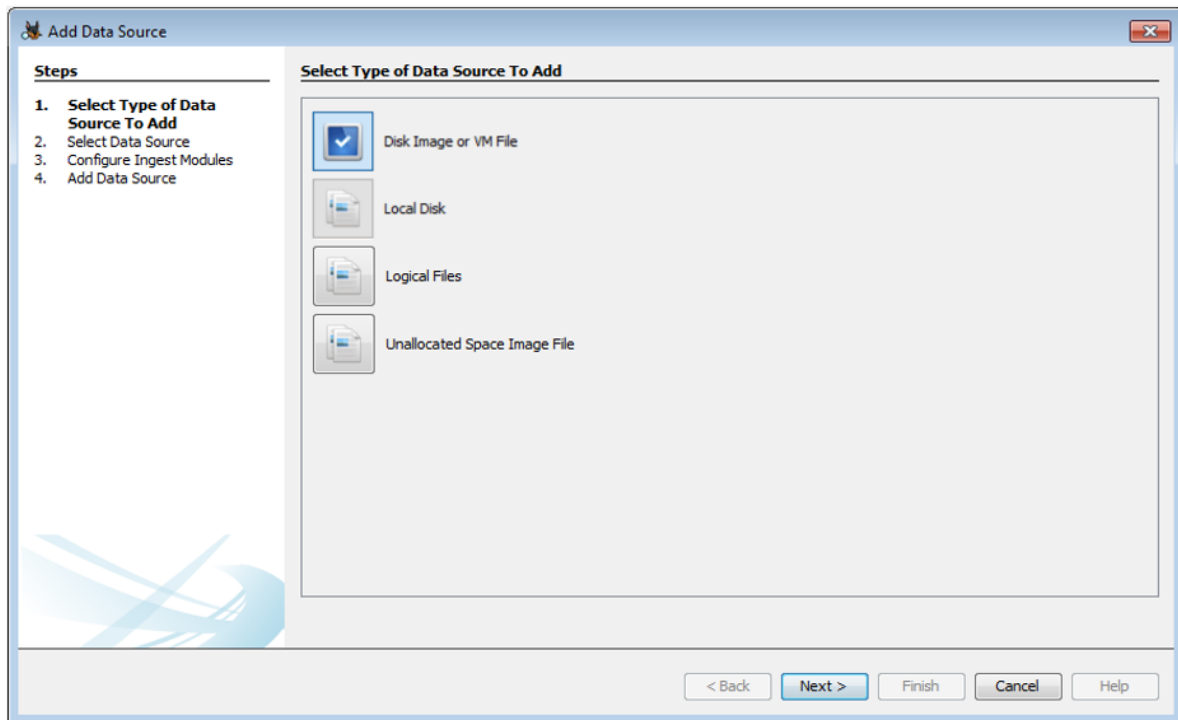 Add Data Source
Steps
1. Select Type of Data
Source To Add
2. Select Data Source
3. Configure Ingest Modules
4. Add Data Source
Select Type of Data Source To Add
Disk Image or VM File
Local Disk
Logical Files
Unallocated Space Image File
< Back
Next >
Finish
Cancel
Help